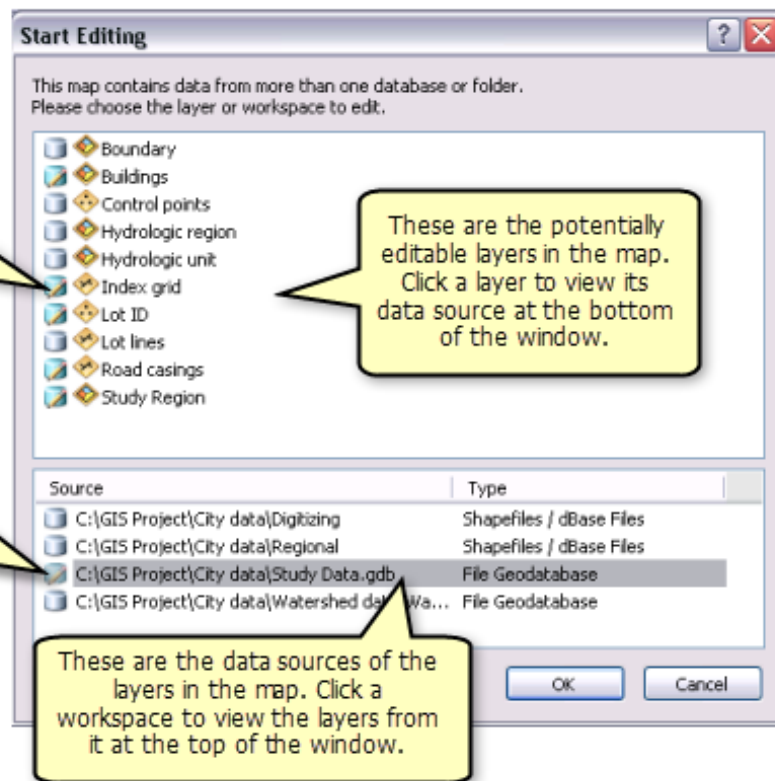 Start Editing
This map contains data from more than one database or folder.
Please choose the layer or workspace to edit.
Boundary
Buildings
Control points
Hydrologic region
Hydrologic unit
Index grid
Lot ID
Lot lines
Road casings
Study Region
These are the potentially
editable layers in the map.
Click a layer to view its
data source at the bottom
of the window.
Source Type
C:\GIS Project\City data\Digitizing Shapefiles / dBase Files
C:\GIS Project\City data\Regional Shapefiles / dBase Files
C:\GIS Project\City data\Study Data.gdb File Geodatabase
C:\GIS Project\City data\Watershed File Geodatabase
These are the data sources of the
layers in the map. Click a
workspace to view the layers from
it at the top of the window.
OK Cancel